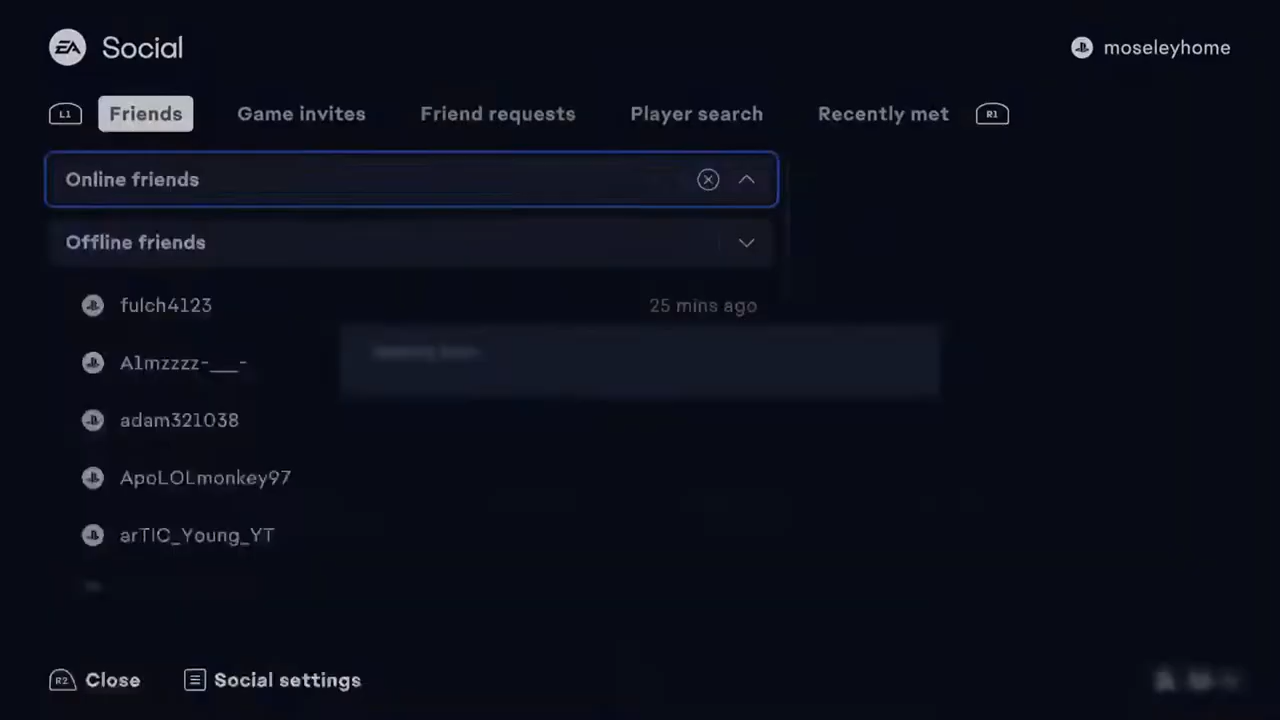 EA Social
moseleyhome
L1 Friends Game invites Friend requests Player search Recently met R1
Online friends
Offline friends
fulch4123 25 mins ago
A1mzzzz-___-
adam321038
ApoLOLmonkey97
arTIC_Young_YT
R2 Close Social settings